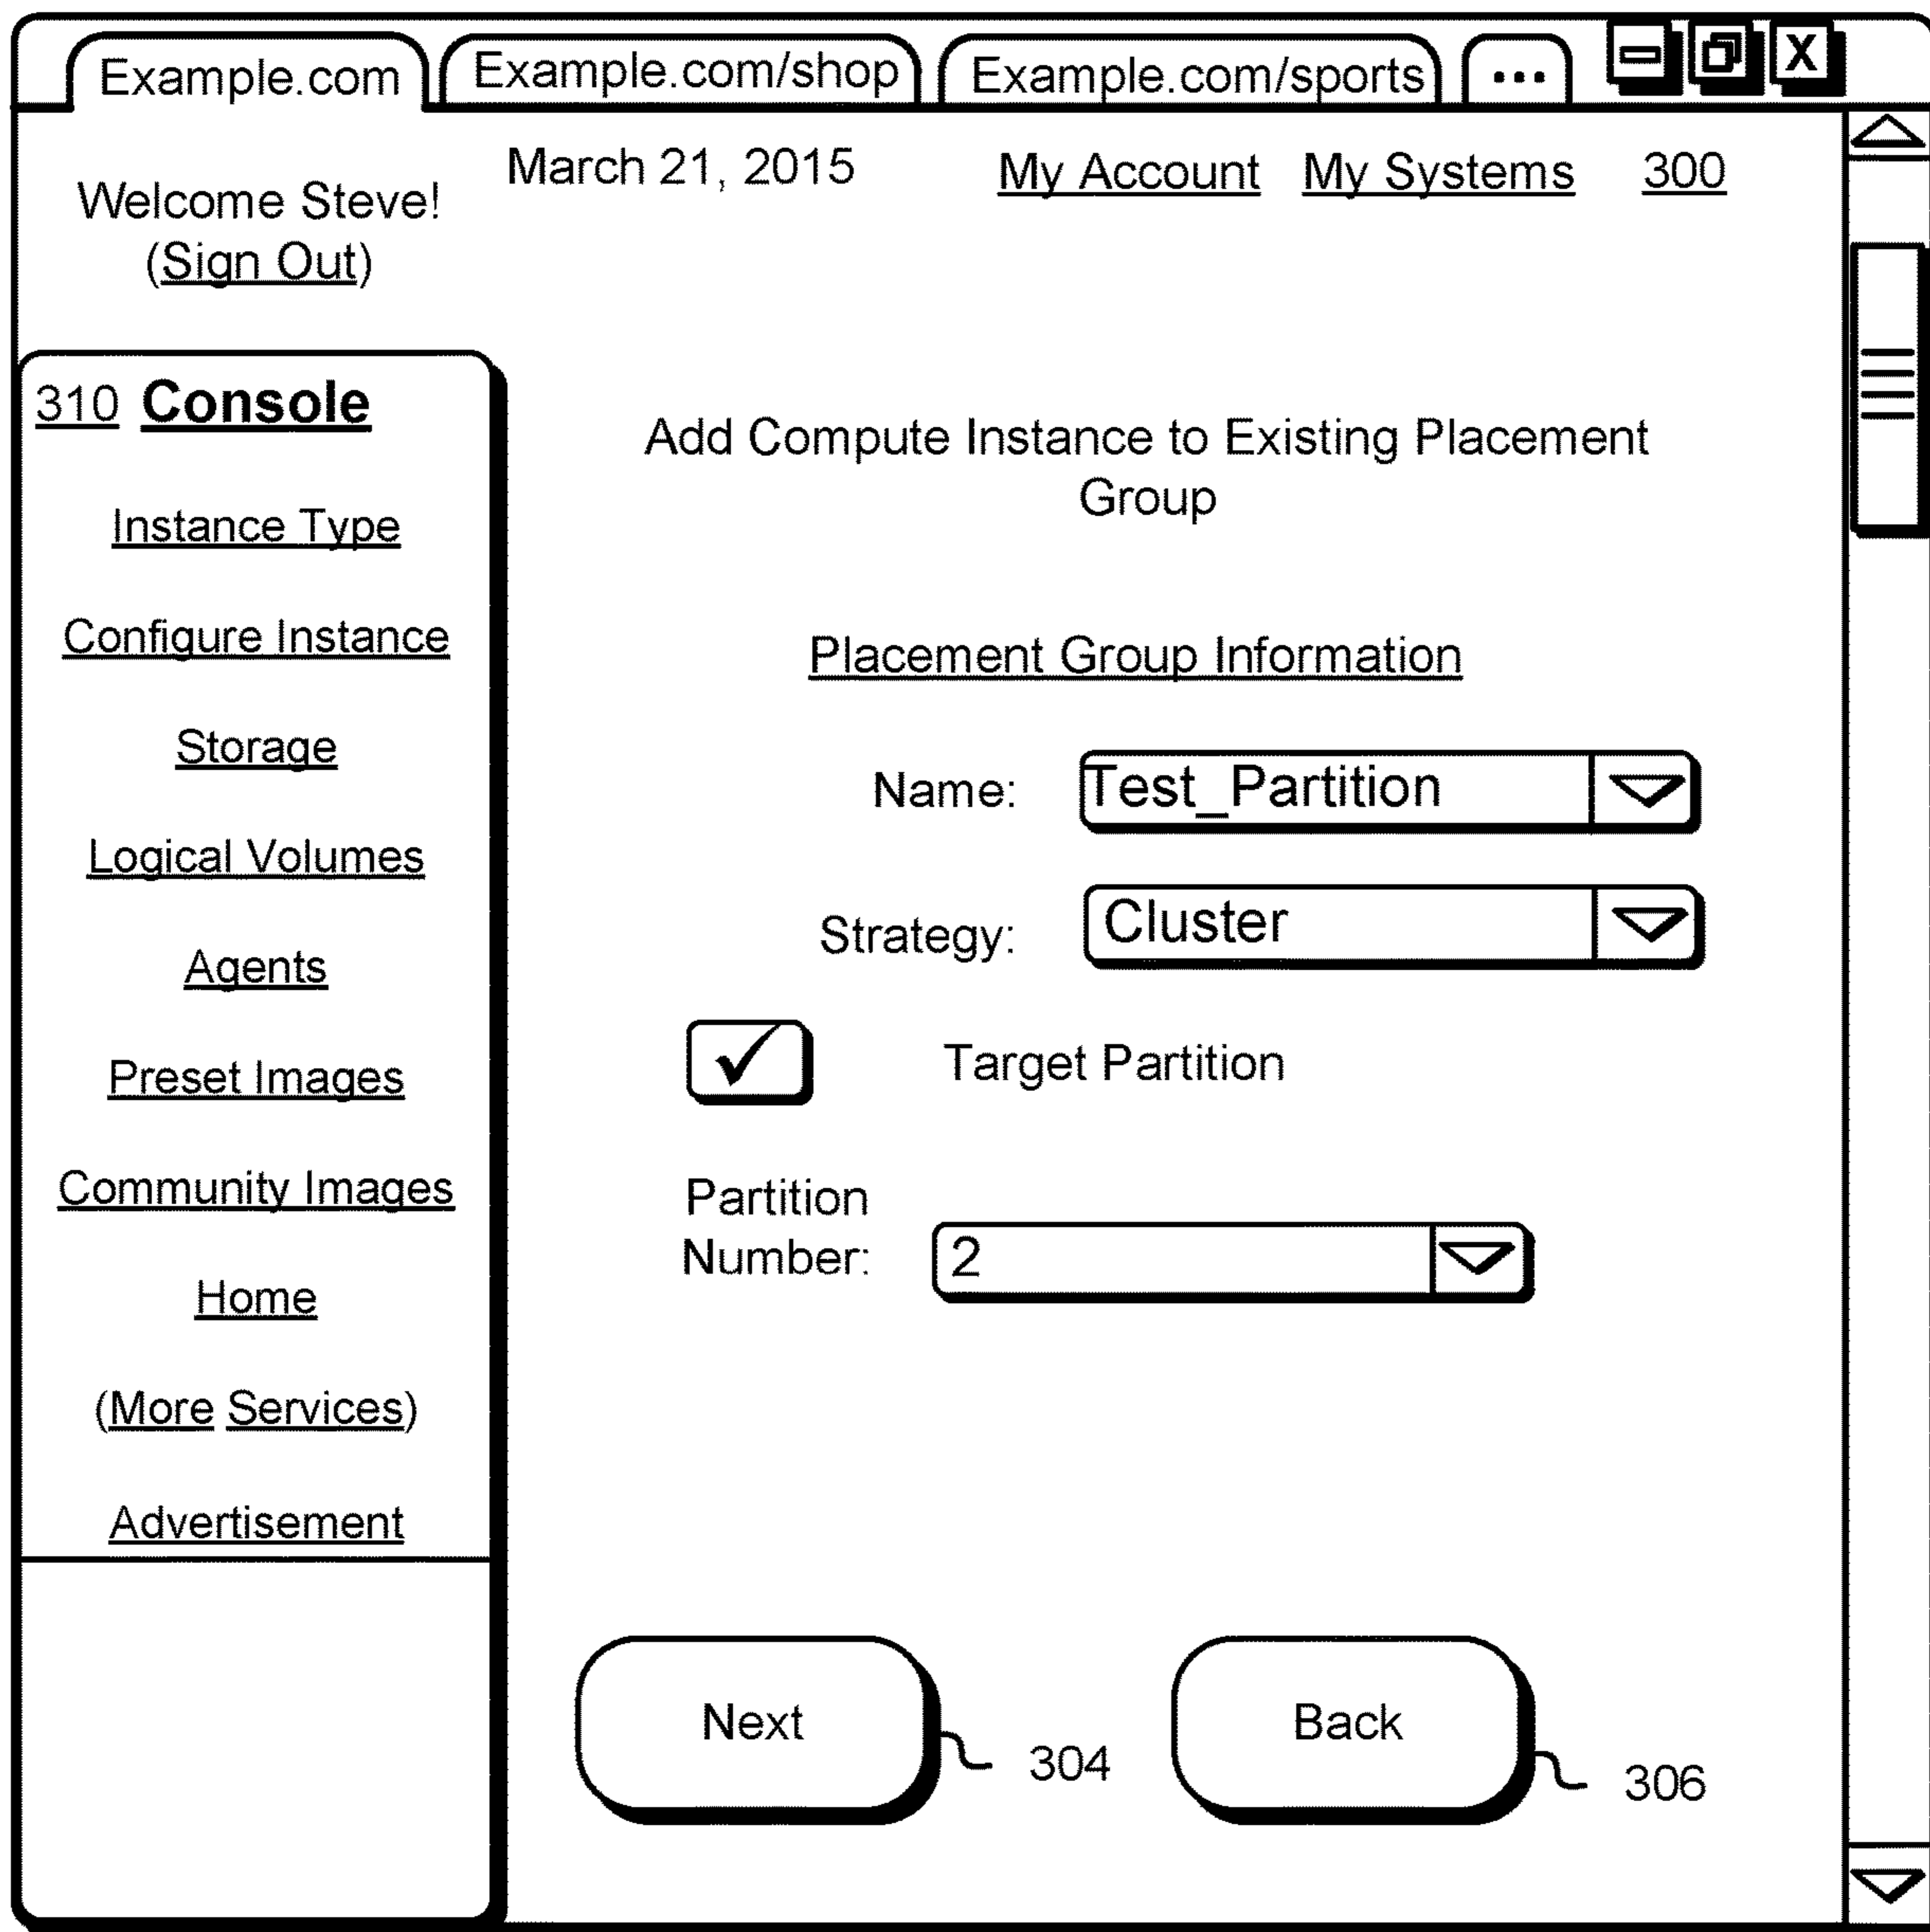 Example.com
Example.com/shop
Example.com/sports
...
X
March 21, 2015
My Account
My Systems
300
Welcome Steve!
(Sign Out)
310 Console
Instance Type
Configure Instance
Storage
Logical Volumes
Agents
Preset Images
Community Images
Home
(More Services)
Advertisement
Add Compute Instance to Existing Placement
Group
Placement Group Information
Name: Test_Partition
Strategy: Cluster
✓ Target Partition
Partition
Number: 2
Next
304
Back
306